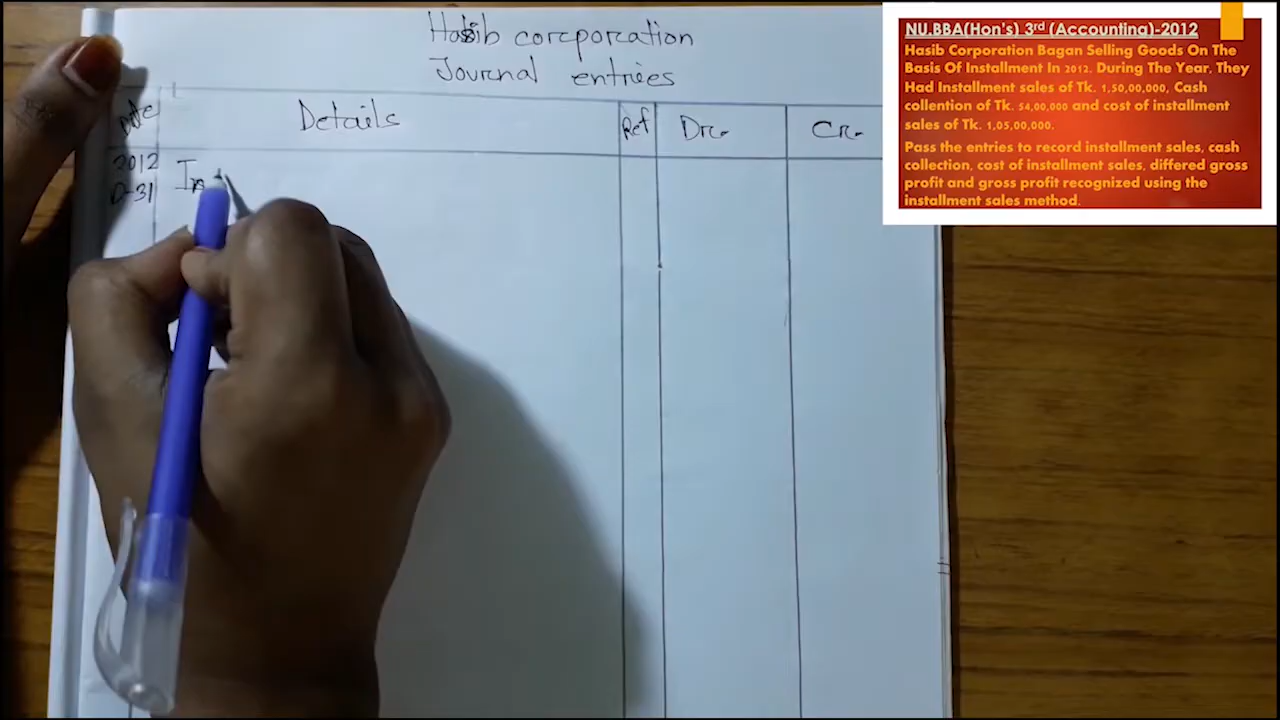 Hasib corporation
Journal entries
Date Details Ref Dr. Cr.
2012
D-31 In
NU.BBA(Hon's) 3rd (Accounting)-2012
Hasib Corporation Bagan Selling Goods On The
Basis Of Installment In 2012. During The Year, They
Had Installment sales of Tk. 1,50,00,000, Cash
collention of Tk. 54,00,000 and cost of installment
sales of Tk. 1,05,00,000.
Pass the entries to record installment sales, cash
collection, cost of installment sales, differed gross
profit and gross profit recognized using the
installment sales method.